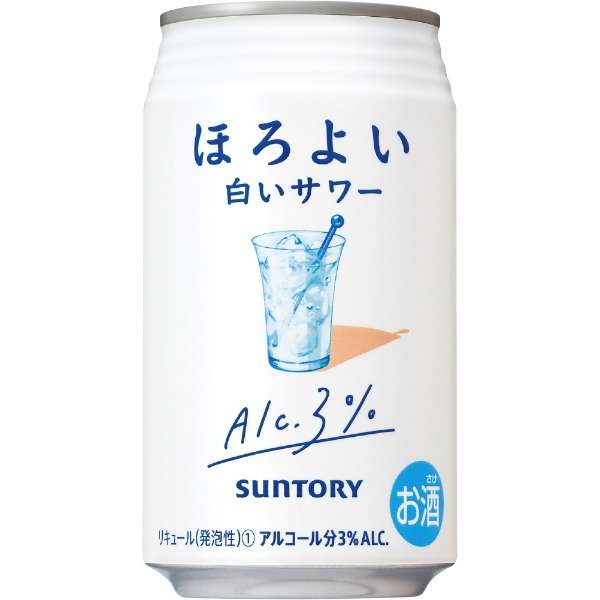 ほろよい
白いサワー
Alc.3%
SUNTORY
さけ
お酒
リキュール(発泡性)① アルコール分3%ALC.